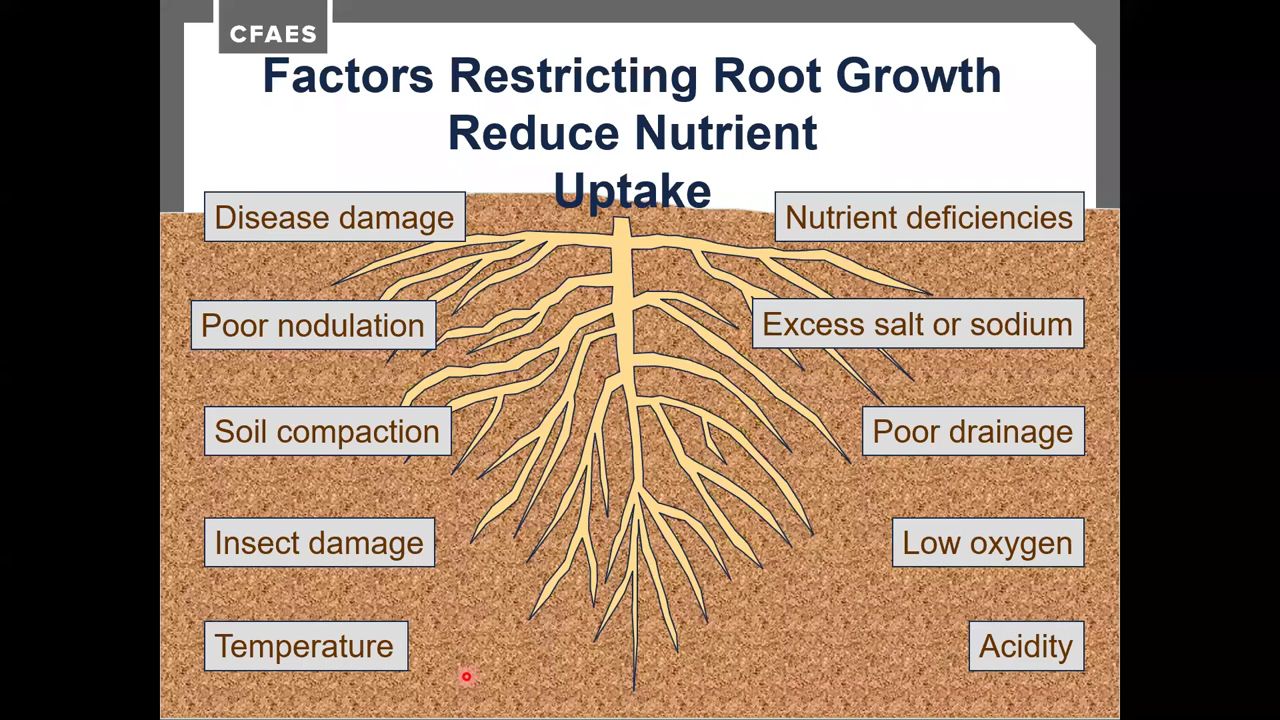 CFAES
Factors Restricting Root Growth
Reduce Nutrient
Uptake
Disease damage
Nutrient deficiencies
Poor nodulation
Excess salt or sodium
Soil compaction
Poor drainage
Insect damage
Low oxygen
Temperature
Acidity